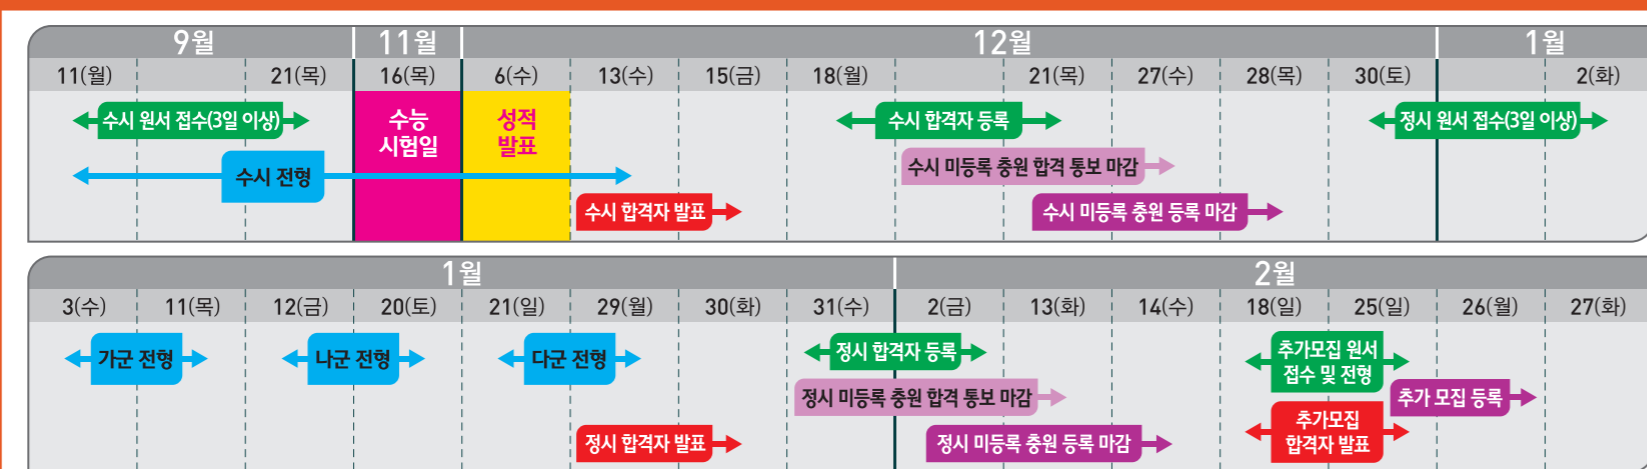 9월 11월 12월 1월
11(월) 21(목) 16(목) 6(수) 13(수) 15(금) 18(월) 21(목) 27(수) 28(목) 30(토) 2(화)
수시 원서 접수(3일 이상)
수능
시험일
성적
발표
수시 합격자 등록
정시 원서 접수(3일 이상)
수시 전형
수시 미등록 충원 합격 통보 마감
수시 합격자 발표
수시 미등록 충원 등록 마감
1월 2월
3(수) 11(목) 12(금) 20(토) 21(일) 29(월) 30(화) 31(수) 2(금) 13(화) 14(수) 18(일) 25(일) 26(월) 27(화)
가군 전형
나군 전형
다군 전형
정시 합격자 등록
추가모집 원서
접수 및 전형
정시 미등록 충원 합격 통보 마감
추가 모집 등록
정시 합격자 발표
정시 미등록 충원 등록 마감
추가모집
합격자 발표